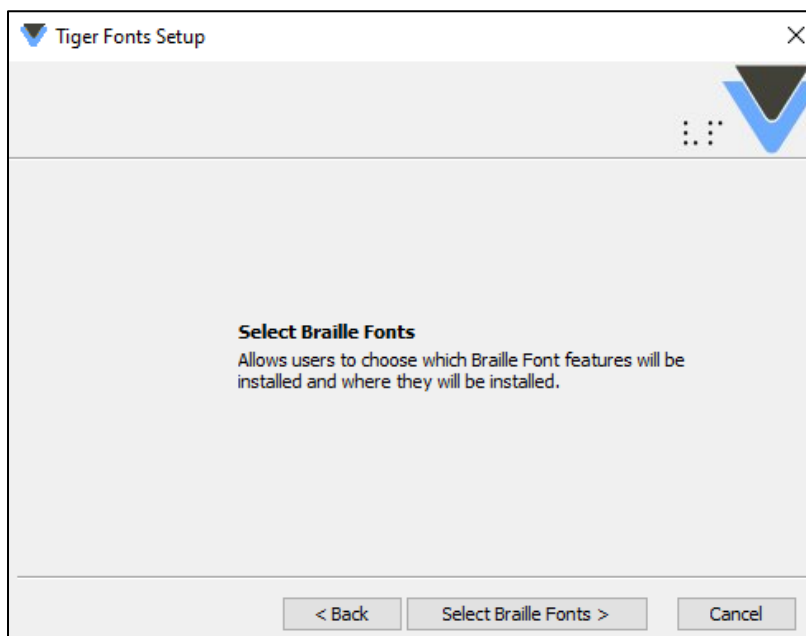 Tiger Fonts Setup
⠧⠏
Select Braille Fonts
Allows users to choose which Braille Font features will be
installed and where they will be installed.
< Back
Select Braille Fonts >
Cancel